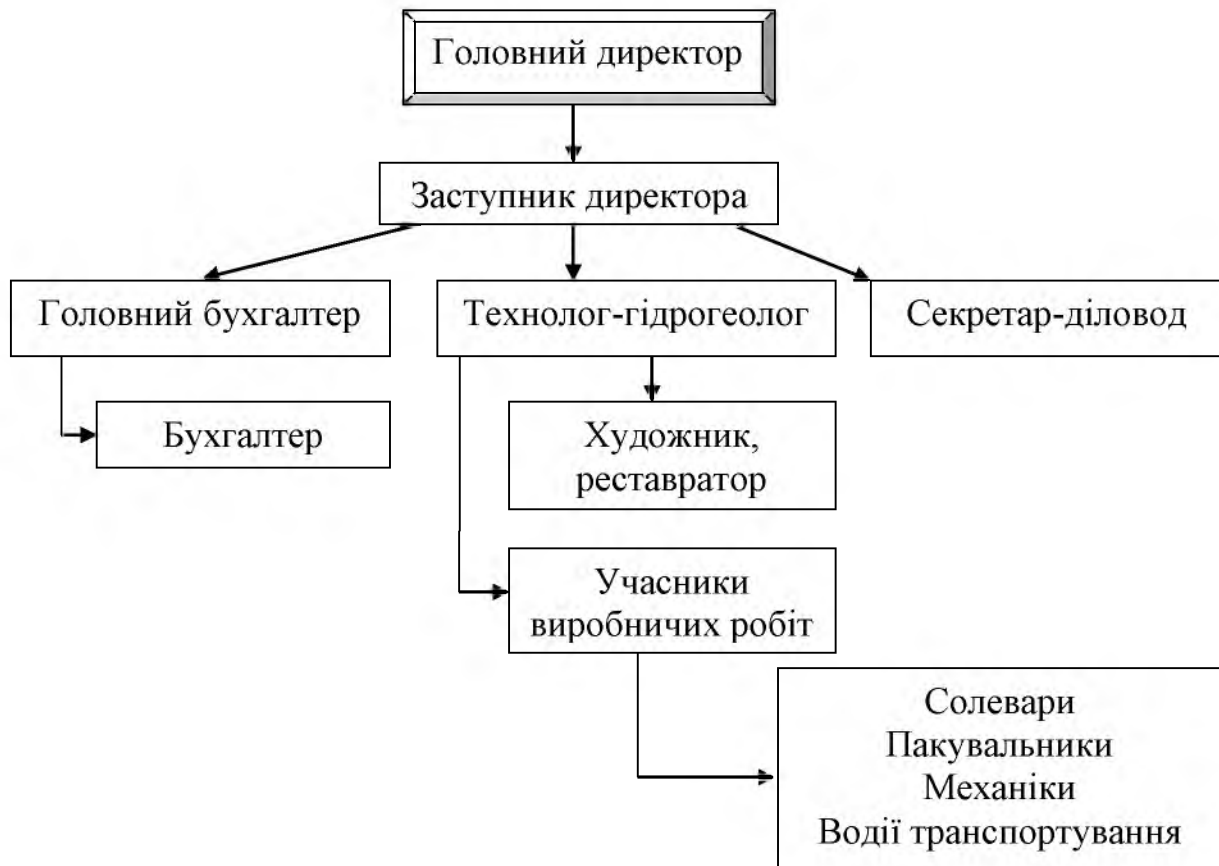 Головний директор
Заступник директора
Головний бухгалтер
Технолог-гідрогеолог
Секретар-діловод
Бухгалтер
Художник,
реставратор
Учасники
виробничих робіт
Солевари
Пакувальники
Механіки
Водії транспортування